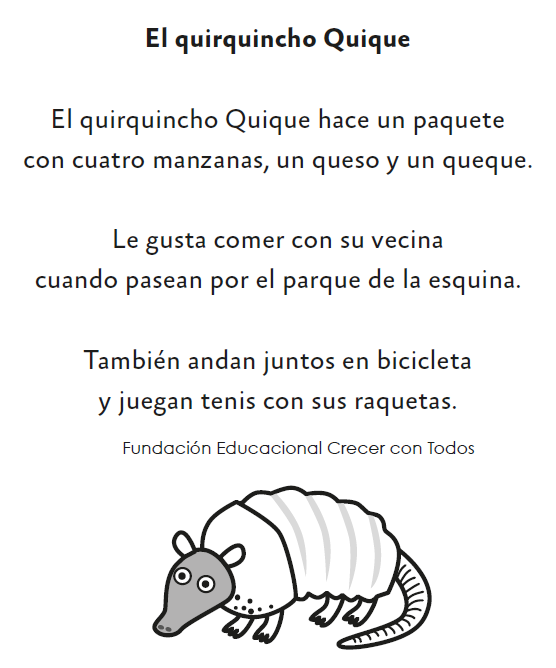 El quirquincho Quique
El quirquincho Quique hace un paquete
con cuatro manzanas, un queso y un queque.
Le gusta comer con su vecina
cuando pasean por el parque de la esquina.
También andan juntos en bicicleta
y juegan tenis con sus raquetas.
Fundación Educacional Crecer con Todos